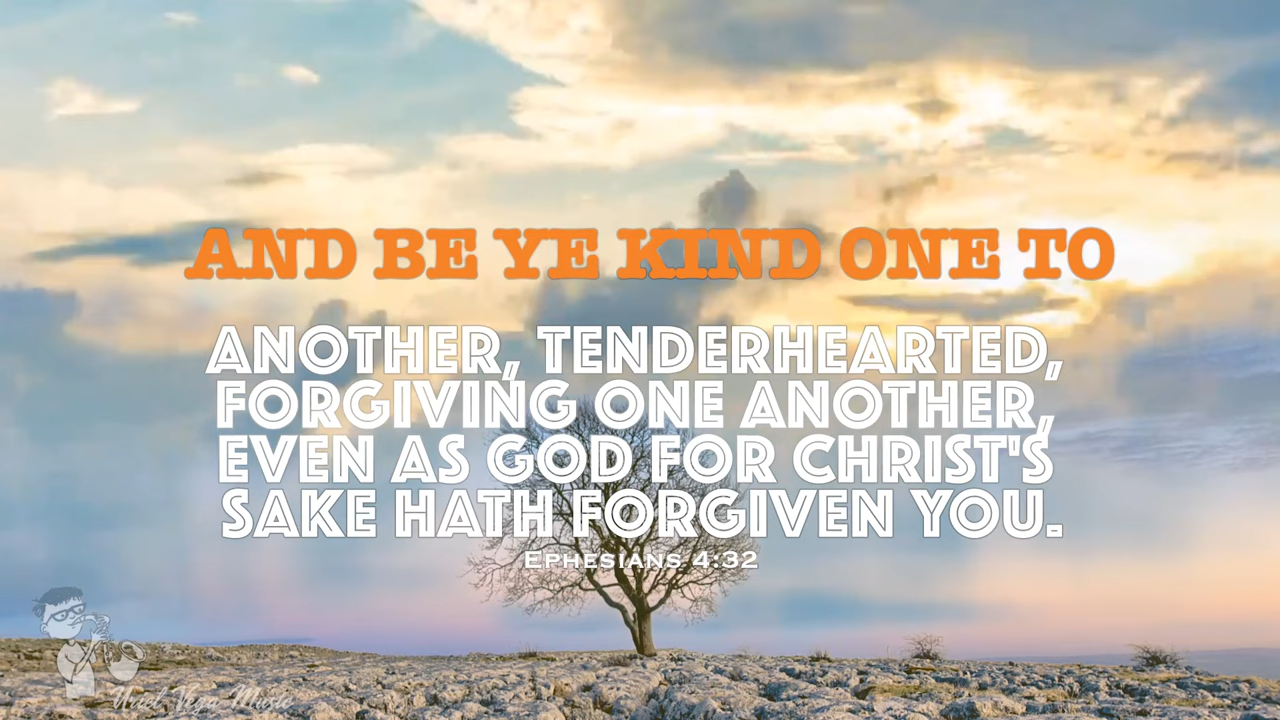 AND BE YE KIND ONE TO
ANOTHER, TENDERHEARTED,
FORGIVING ONE ANOTHER,
EVEN AS GOD FOR CHRIST'S
SAKE HATH FORGIVEN YOU.
EPHESIANS 4:32
Uriel Vega Music